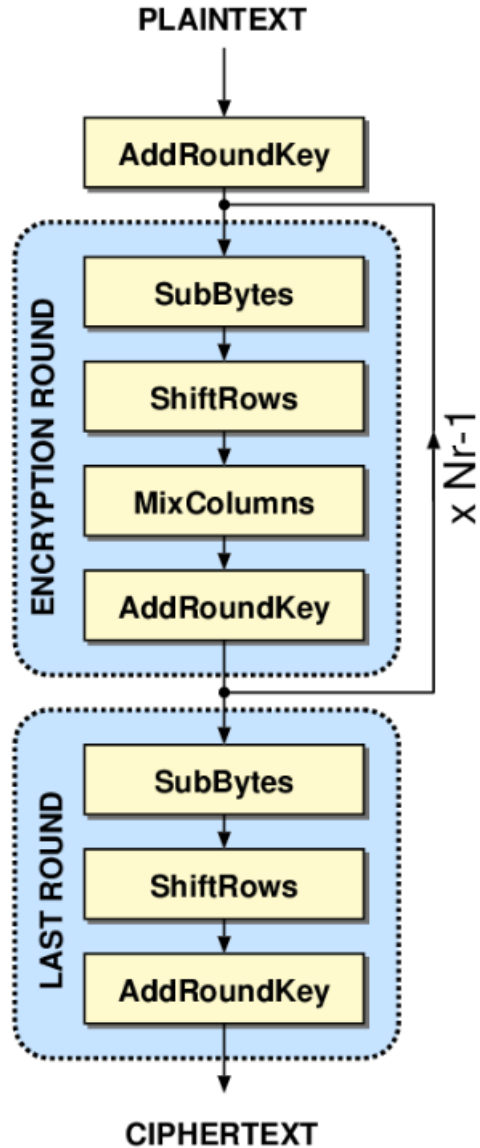 PLAINTEXT
AddRoundKey
ENCRYPTION ROUND
SubBytes
ShiftRows
MixColumns
AddRoundKey
x Nr-1
LAST ROUND
SubBytes
ShiftRows
AddRoundKey
CIPHERTEXT